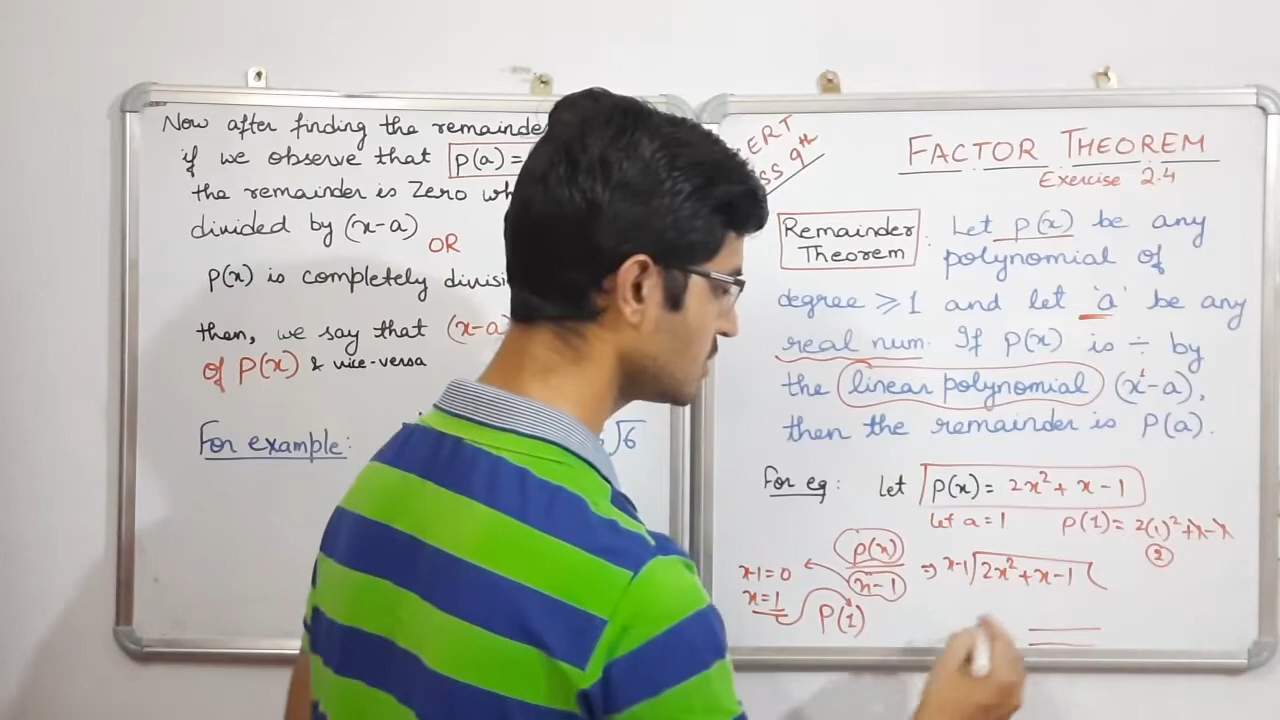 Now after finding the remainde
if we observe that p(a) =
the remainder is Zero wh
divided by (x-a)
OR
p(x) is completely divisi
then, we say that (x-a)
of P(x) & vice-versa
For example:
√6
ERT
SS 9th
FACTOR THEOREM
Exercise 2.4
Remainder Theorem : Let p(x) be any
polynomial of
degree ⩾ 1 and let 'a' be any
real num. If P(x) is ÷ by
the linear polynomial (x¹-a),
then the remainder is P(a).
For eg: Let p(x) = 2x² + x - 1
Let a = 1 p(1) = 2(1)² + 1 - 1
2
p(x)
x-1
⇒ x-1) 2x² + x - 1 (
x-1 = 0
x = 1
P(1)